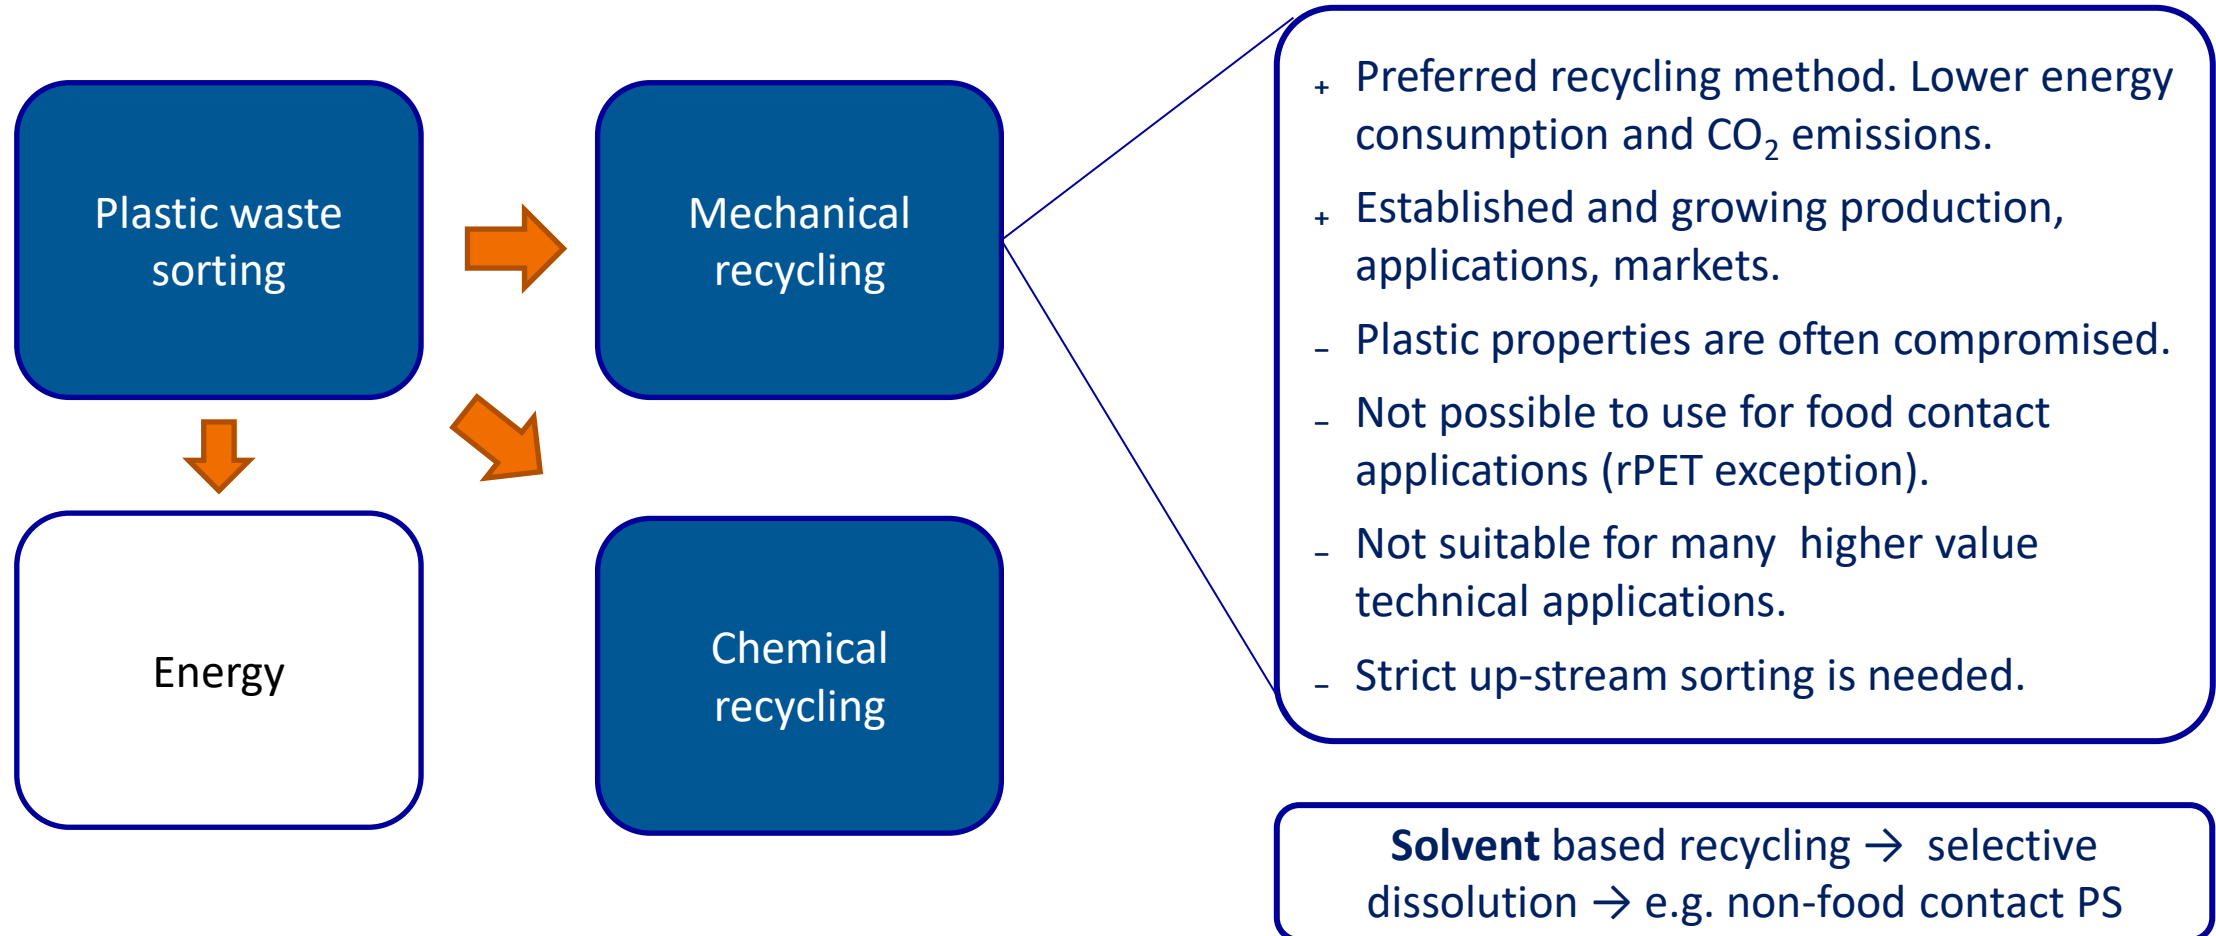 Plastic waste
sorting
Mechanical
recycling
Energy
Chemical
recycling
+ Preferred recycling method. Lower energy
consumption and CO₂ emissions.
+ Established and growing production,
applications, markets.
− Plastic properties are often compromised.
− Not possible to use for food contact
applications (rPET exception).
− Not suitable for many  higher value
technical applications.
− Strict up-stream sorting is needed.
Solvent based recycling → selective
dissolution → e.g. non-food contact PS